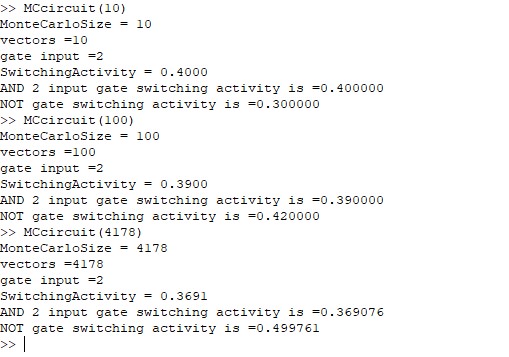 >> MCcircuit(10)
MonteCarloSize = 10
vectors =10
gate input =2
SwitchingActivity = 0.4000
AND 2 input gate switching activity is =0.400000
NOT gate switching activity is =0.300000
>> MCcircuit(100)
MonteCarloSize = 100
vectors =100
gate input =2
SwitchingActivity = 0.3900
AND 2 input gate switching activity is =0.390000
NOT gate switching activity is =0.420000
>> MCcircuit(4178)
MonteCarloSize = 4178
vectors =4178
gate input =2
SwitchingActivity = 0.3691
AND 2 input gate switching activity is =0.369076
NOT gate switching activity is =0.499761
>>